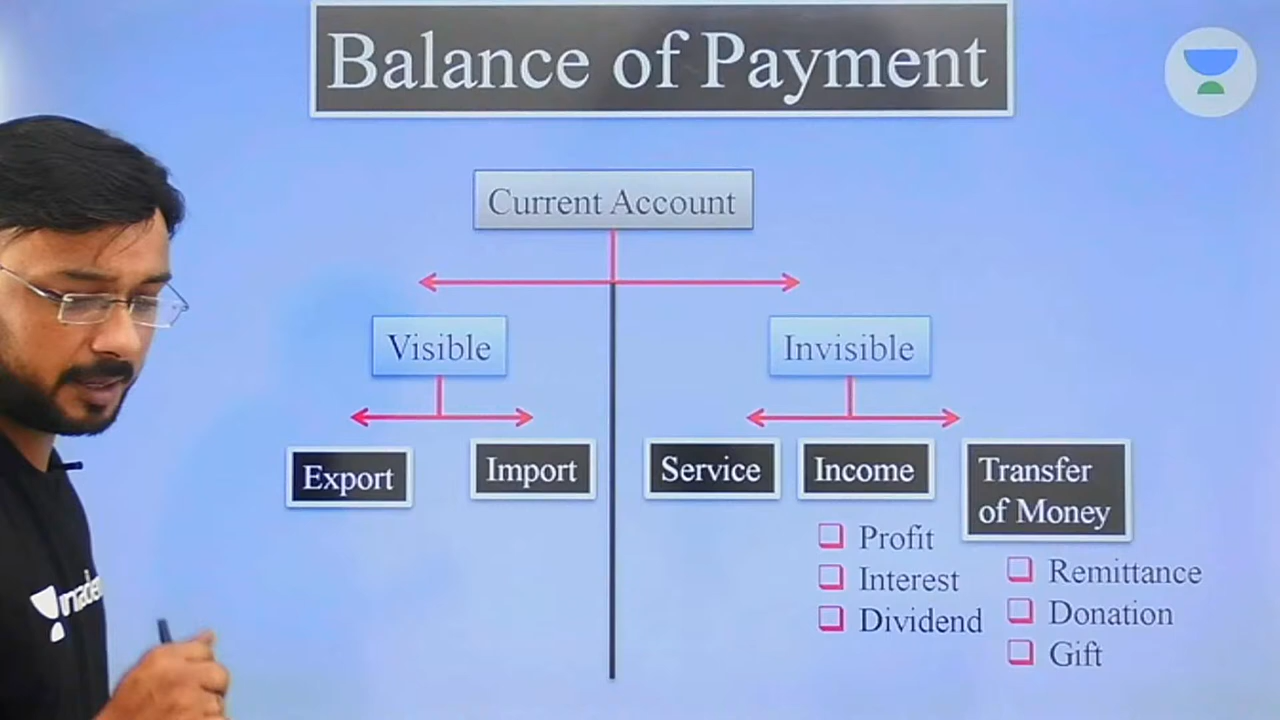 Balance of Payment
Current Account
Visible
Invisible
Export
Import
Service
Income
Transfer
of Money
Profit
Interest
Dividend
Remittance
Donation
Gift